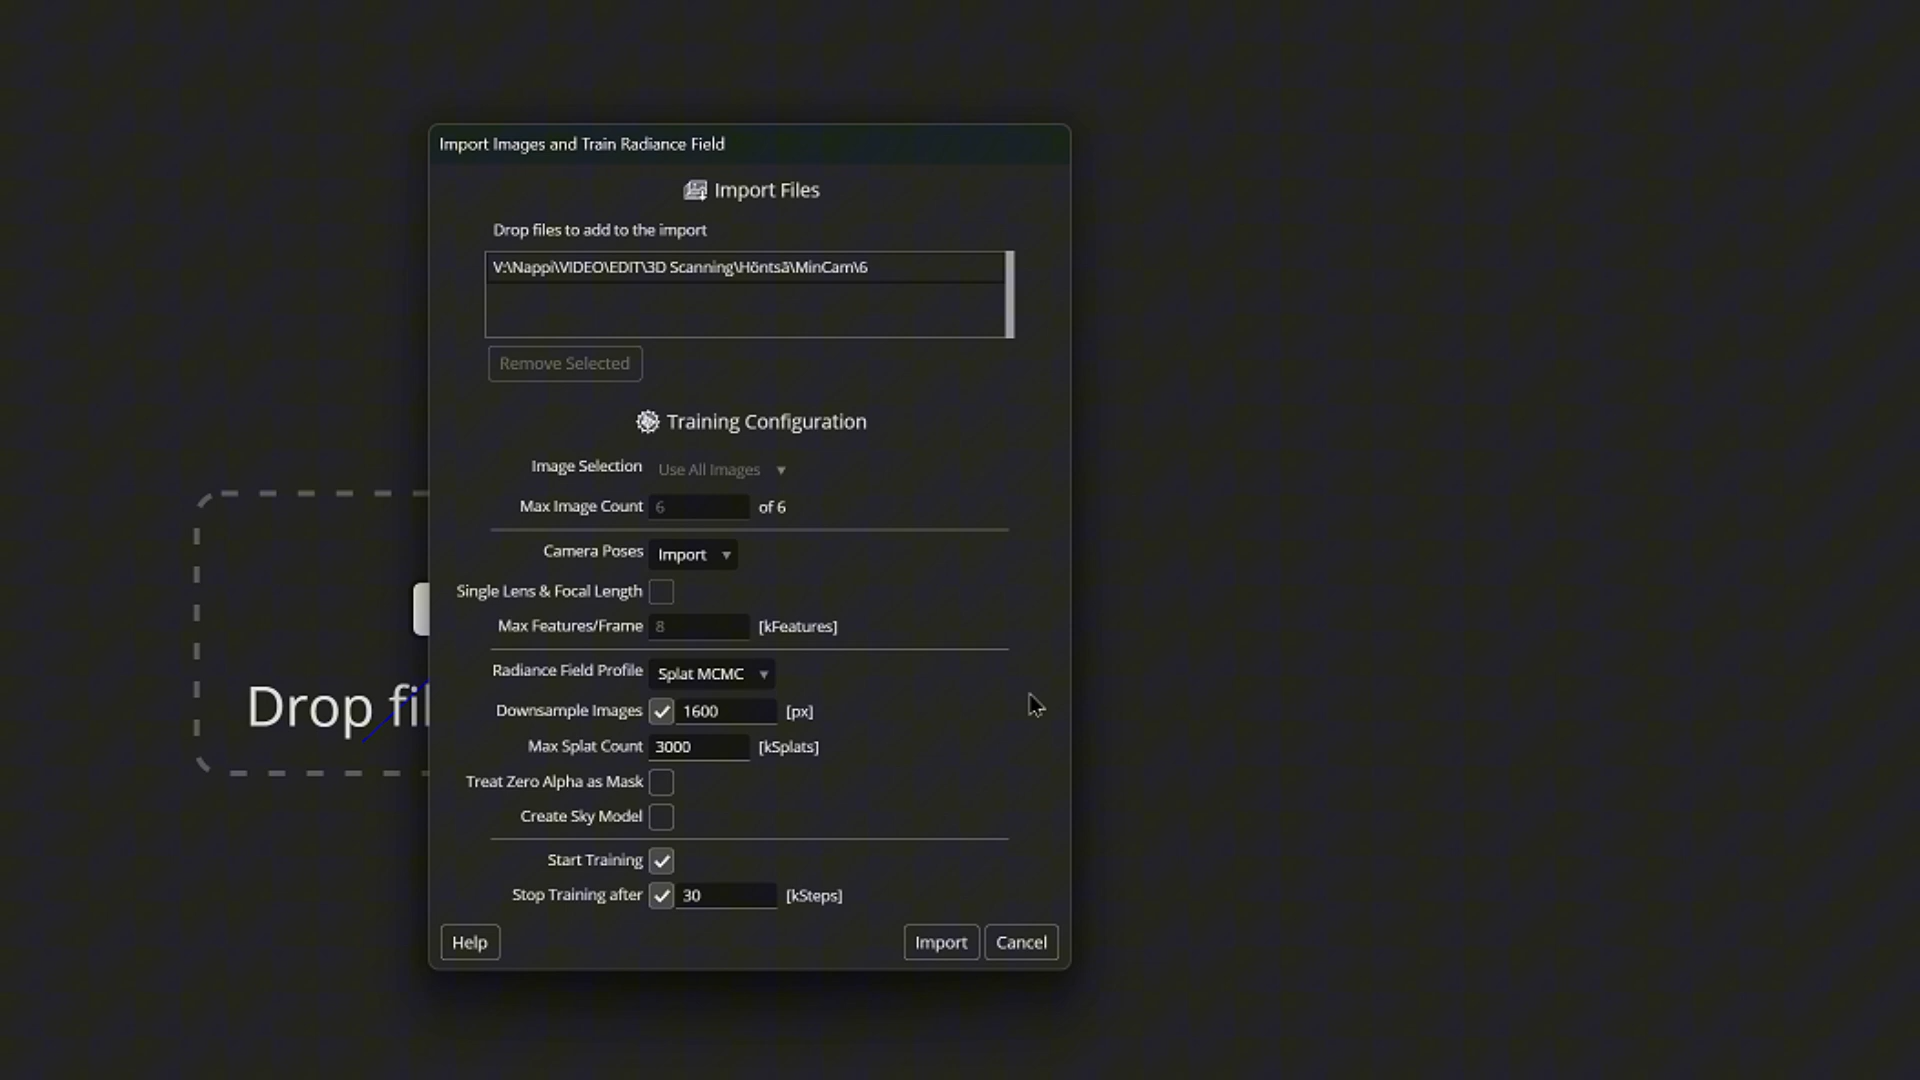 Import Images and Train Radiance Field
Import Files
Drop files to add to the import
V:\Nappi\VIDEO\EDIT\3D Scanning\Höntsä\MinCam\6
Remove Selected
Training Configuration
Image Selection Use All Images
Max Image Count 6 of 6
Camera Poses Import
Single Lens & Focal Length
Max Features/Frame 8 [kFeatures]
Radiance Field Profile Splat MCMC
Downsample Images 1600 [px]
Max Splat Count 3000 [kSplats]
Treat Zero Alpha as Mask
Create Sky Model
Start Training
Stop Training after 30 [kSteps]
Help Import Cancel
Drop fil